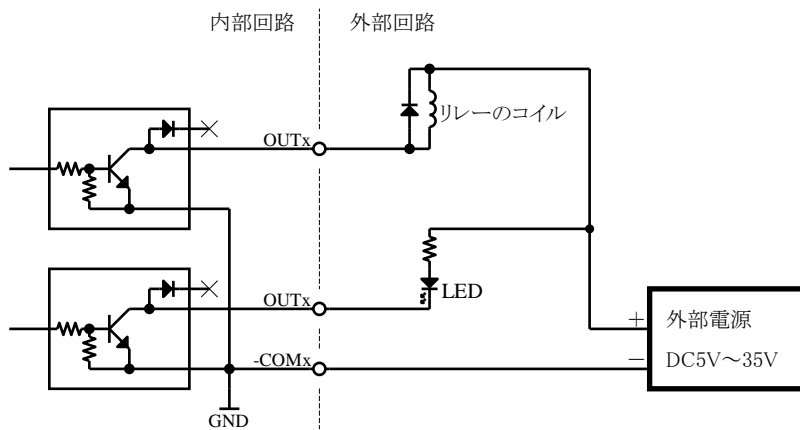 内部回路
外部回路
OUTx
リレーのコイル
OUTx
LED
+
外部電源
-COMx
−
DC5V～35V
GND